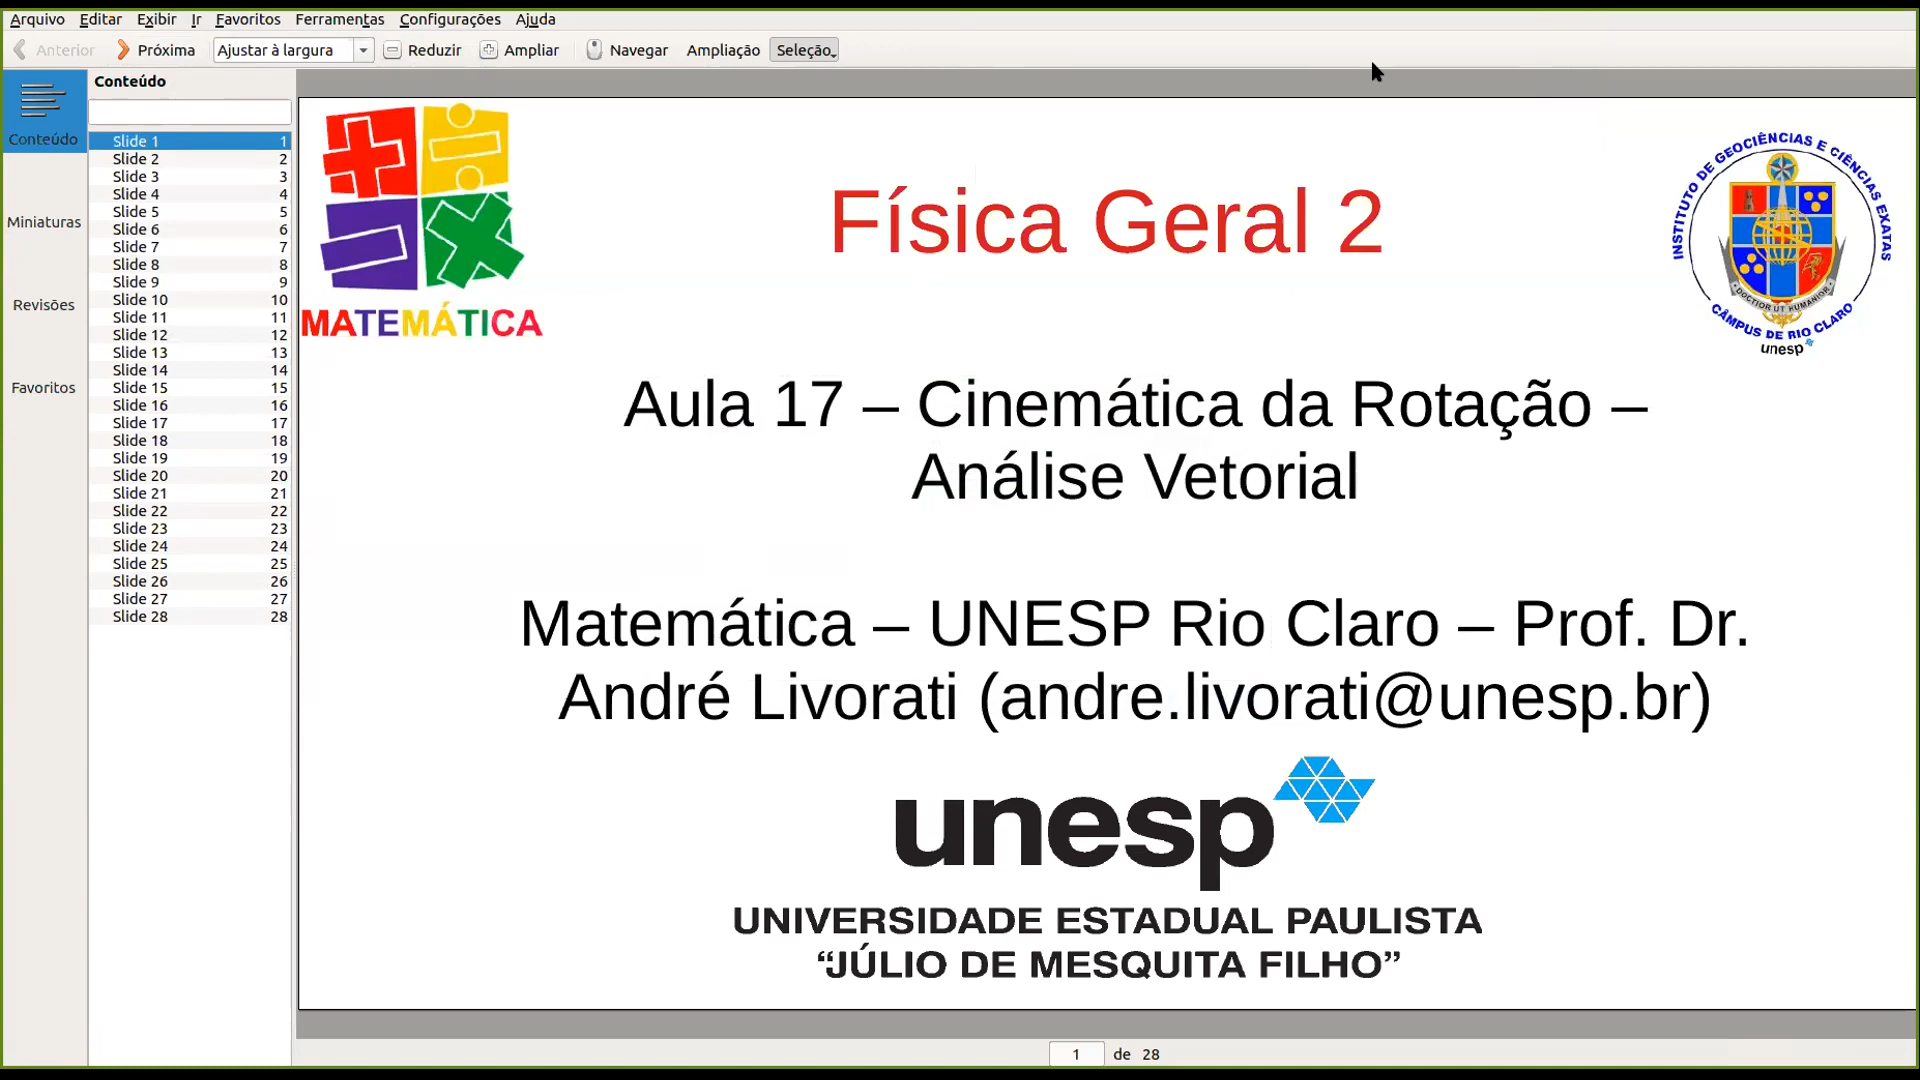 Arquivo Editar Exibir Ir Favoritos Ferramentas Configurações Ajuda
Anterior Próxima Ajustar à largura Reduzir Ampliar Navegar Ampliação Seleção
Conteúdo
Conteúdo
Miniaturas
Revisões
Favoritos
Slide 1 1
Slide 2 2
Slide 3 3
Slide 4 4
Slide 5 5
Slide 6 6
Slide 7 7
Slide 8 8
Slide 9 9
Slide 10 10
Slide 11 11
Slide 12 12
Slide 13 13
Slide 14 14
Slide 15 15
Slide 16 16
Slide 17 17
Slide 18 18
Slide 19 19
Slide 20 20
Slide 21 21
Slide 22 22
Slide 23 23
Slide 24 24
Slide 25 25
Slide 26 26
Slide 27 27
Slide 28 28
MATEMÁTICA
Física Geral 2
INSTITUTO DE GEOCIÊNCIAS E CIÊNCIAS EXATAS
DOCTIOR UT HUMANIOR
CÂMPUS DE RIO CLARO
unesp
Aula 17 – Cinemática da Rotação –
Análise Vetorial
Matemática – UNESP Rio Claro – Prof. Dr.
André Livorati (andre.livorati@unesp.br)
unesp
UNIVERSIDADE ESTADUAL PAULISTA
“JÚLIO DE MESQUITA FILHO”
1 de 28